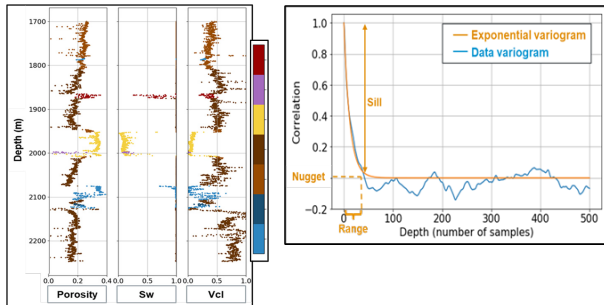 1700
1800
1900
2000
2100
2200
Depth (m)
0.0 0.2 0.4
0.0 1.0
0.0 0.5 1.0
Porosity
Sw
Vcl
1.0
0.8
0.6
0.4
0.2
0.0
−0.2
Correlation
Exponential variogram
Data variogram
Sill
Nugget
Range
0 100 200 300 400 500
Depth (number of samples)